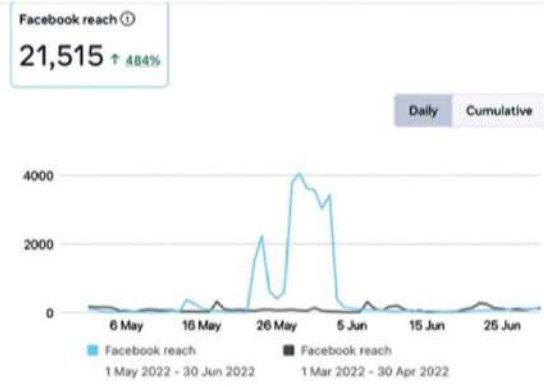 Facebook reach
21,515 ↑ 484%
Daily Cumulative
4000
2000
0
6 May 16 May 26 May 5 Jun 15 Jun 25 Jun
Facebook reach Facebook reach
1 May 2022 - 30 Jun 2022 1 Mar 2022 - 30 Apr 2022